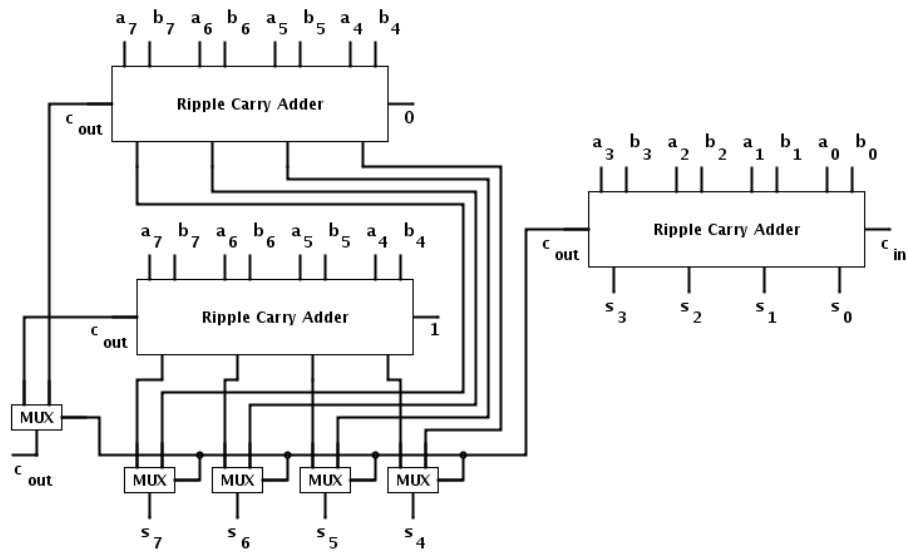 a7 b7 a6 b6 a5 b5 a4 b4
Ripple Carry Adder
c out
0
a3 b3 a2 b2 a1 b1 a0 b0
Ripple Carry Adder
c out
c in
s3 s2 s1 s0
a7 b7 a6 b6 a5 b5 a4 b4
Ripple Carry Adder
c out
1
MUX
c out
MUX MUX MUX MUX
s7 s6 s5 s4